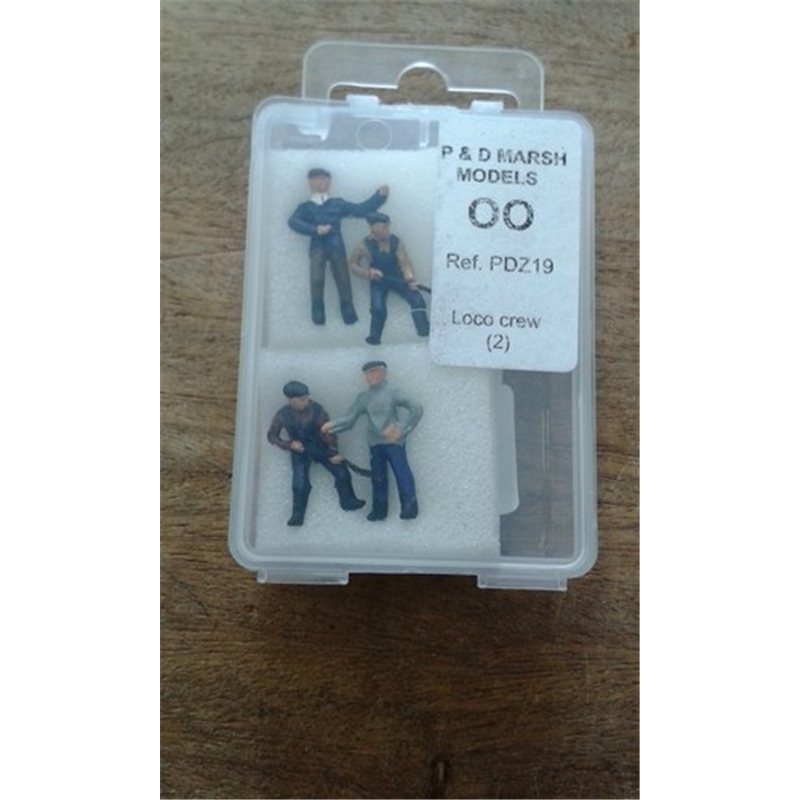 P & D MARSH
MODELS
OO
Ref. PDZ19
Loco crew
(2)